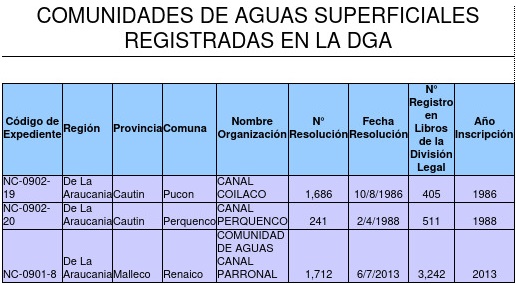 COMUNIDADES DE AGUAS SUPERFICIALES
REGISTRADAS EN LA DGA
Código de Expediente Región Provincia Comuna Nombre Organización N° Resolución Fecha Resolución N° Registro en Libros de la División Legal Año Inscripción
NC-0902-19 De La Araucania Cautin Pucon CANAL COILACO 1,686 10/8/1986 405 1986
NC-0902-20 De La Araucania Cautin Perquenco CANAL PERQUENCO 241 2/4/1988 511 1988
NC-0901-8 De La Araucania Malleco Renaico COMUNIDAD DE AGUAS CANAL PARRONAL 1,712 6/7/2013 3,242 2013